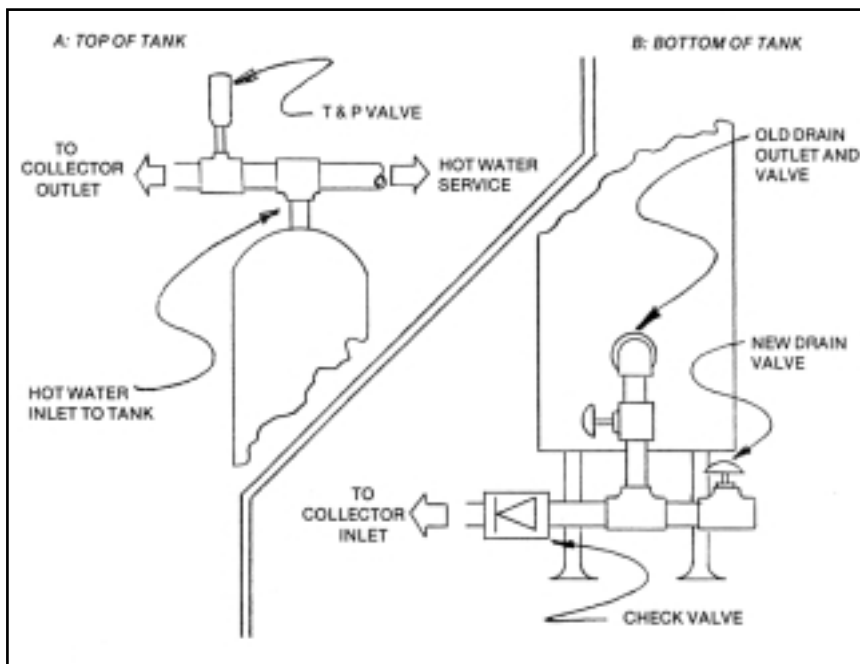 A: TOP OF TANK
T & P VALVE
TO
COLLECTOR
OUTLET
HOT WATER
SERVICE
HOT WATER
INLET TO TANK
B: BOTTOM OF TANK
OLD DRAIN
OUTLET AND
VALVE
NEW DRAIN
VALVE
TO
COLLECTOR
INLET
CHECK VALVE